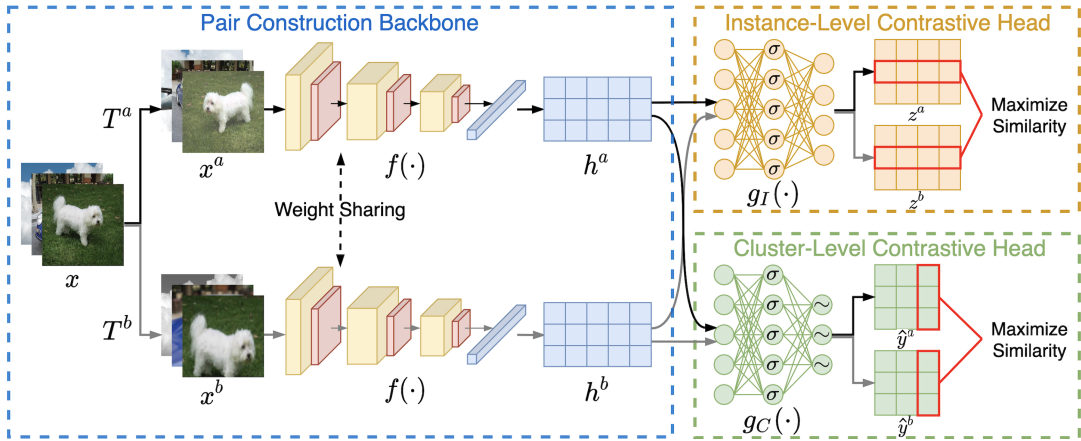 Pair Construction Backbone
T^a
x^a
f(·)
h^a
x
Weight Sharing
T^b
x^b
f(·)
h^b
Instance-Level Contrastive Head
σ
σ
σ
σ
σ
g_I(·)
z^a
z^b
Maximize
Similarity
Cluster-Level Contrastive Head
σ
σ
σ
σ
σ
~
~
~
g_C(·)
ŷ^a
ŷ^b
Maximize
Similarity